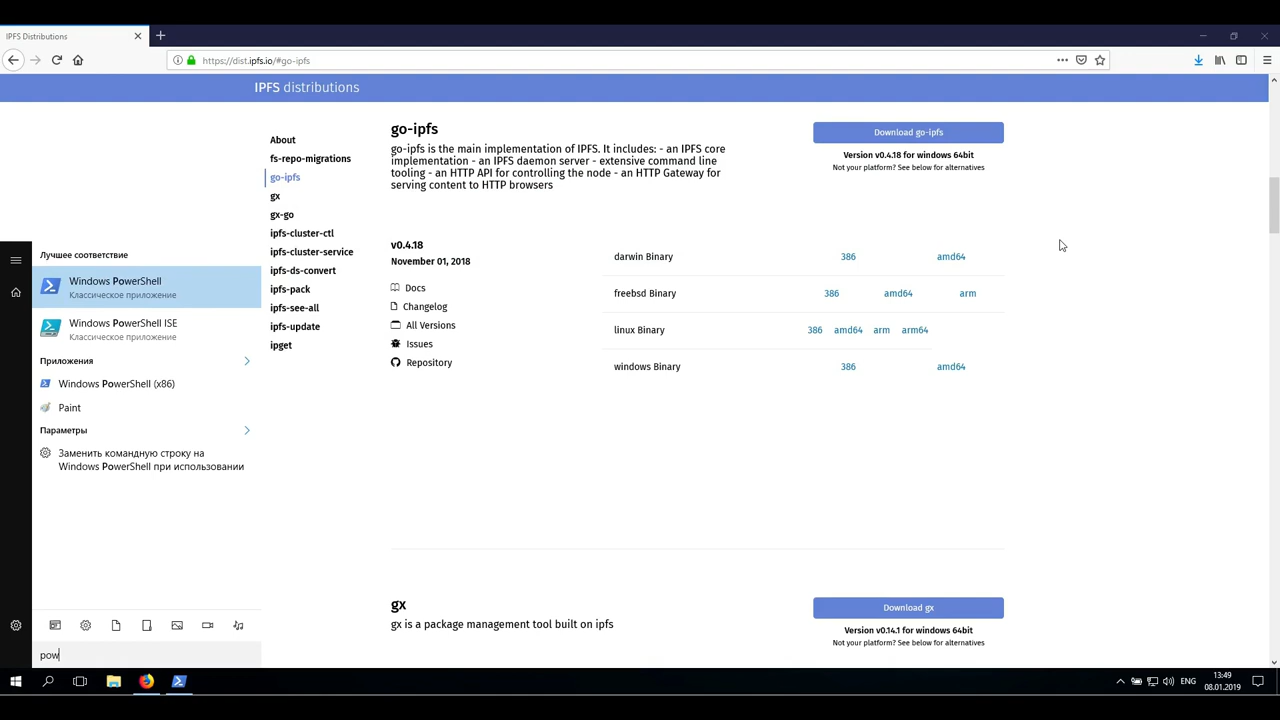 IPFS Distributions
https://dist.ipfs.io/#go-ipfs
IPFS distributions
About
fs-repo-migrations
go-ipfs
gx
gx-go
ipfs-cluster-ctl
ipfs-cluster-service
ipfs-ds-convert
ipfs-pack
ipfs-see-all
ipfs-update
ipget
go-ipfs
go-ipfs is the main implementation of IPFS. It includes: - an IPFS core
implementation - an IPFS daemon server - extensive command line
tooling - an HTTP API for controlling the node - an HTTP Gateway for
serving content to HTTP browsers
Download go-ipfs
Version v0.4.18 for windows 64bit
Not your platform? See below for alternatives
v0.4.18
November 01, 2018
Docs
Changelog
All Versions
Issues
Repository
darwin Binary 386 amd64
freebsd Binary 386 amd64 arm
linux Binary 386 amd64 arm arm64
windows Binary 386 amd64
gx
gx is a package management tool built on ipfs
Download gx
Version v0.14.1 for windows 64bit
Not your platform? See below for alternatives
Лучшее соответствие
Windows PowerShell
Классическое приложение
Windows PowerShell ISE
Классическое приложение
Приложения
Windows PowerShell (x86)
Paint
Параметры
Заменить командную строку на
Windows PowerShell при использовании
pow
ENG
13:49
08.01.2019